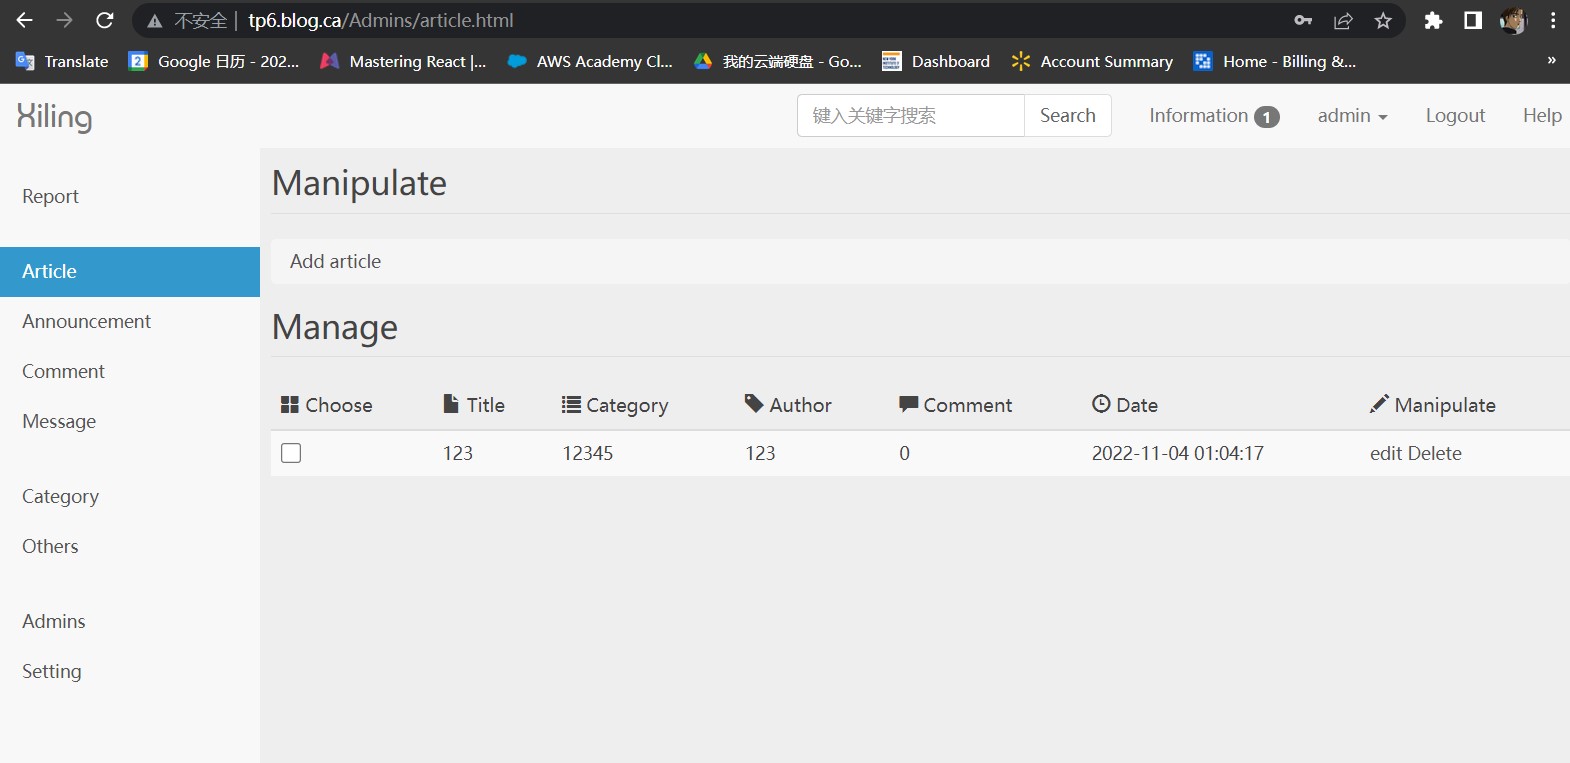 不安全 | tp6.blog.ca/Admins/article.html
Translate Google 日历 - 202... Mastering React |... AWS Academy Cl... 我的云端硬盘 - Go... Dashboard Account Summary Home - Billing &... »
Xiling 键入关键字搜索 Search Information 1 admin Logout Help
Report
Article
Announcement
Comment
Message
Category
Others
Admins
Setting
Manipulate
Add article
Manage
Choose Title Category Author Comment Date Manipulate
123 12345 123 0 2022-11-04 01:04:17 edit Delete